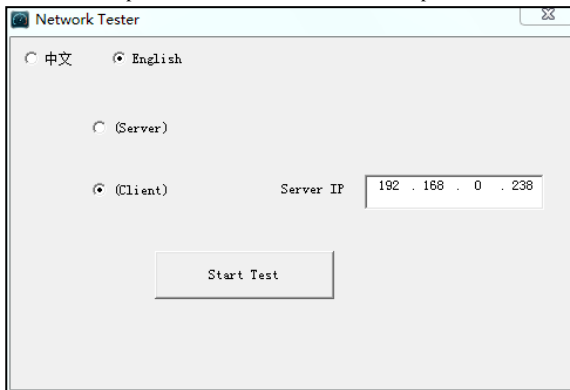 Network Tester
中文 English
(Server)
(Client) Server IP 192 . 168 . 0 . 238
Start Test